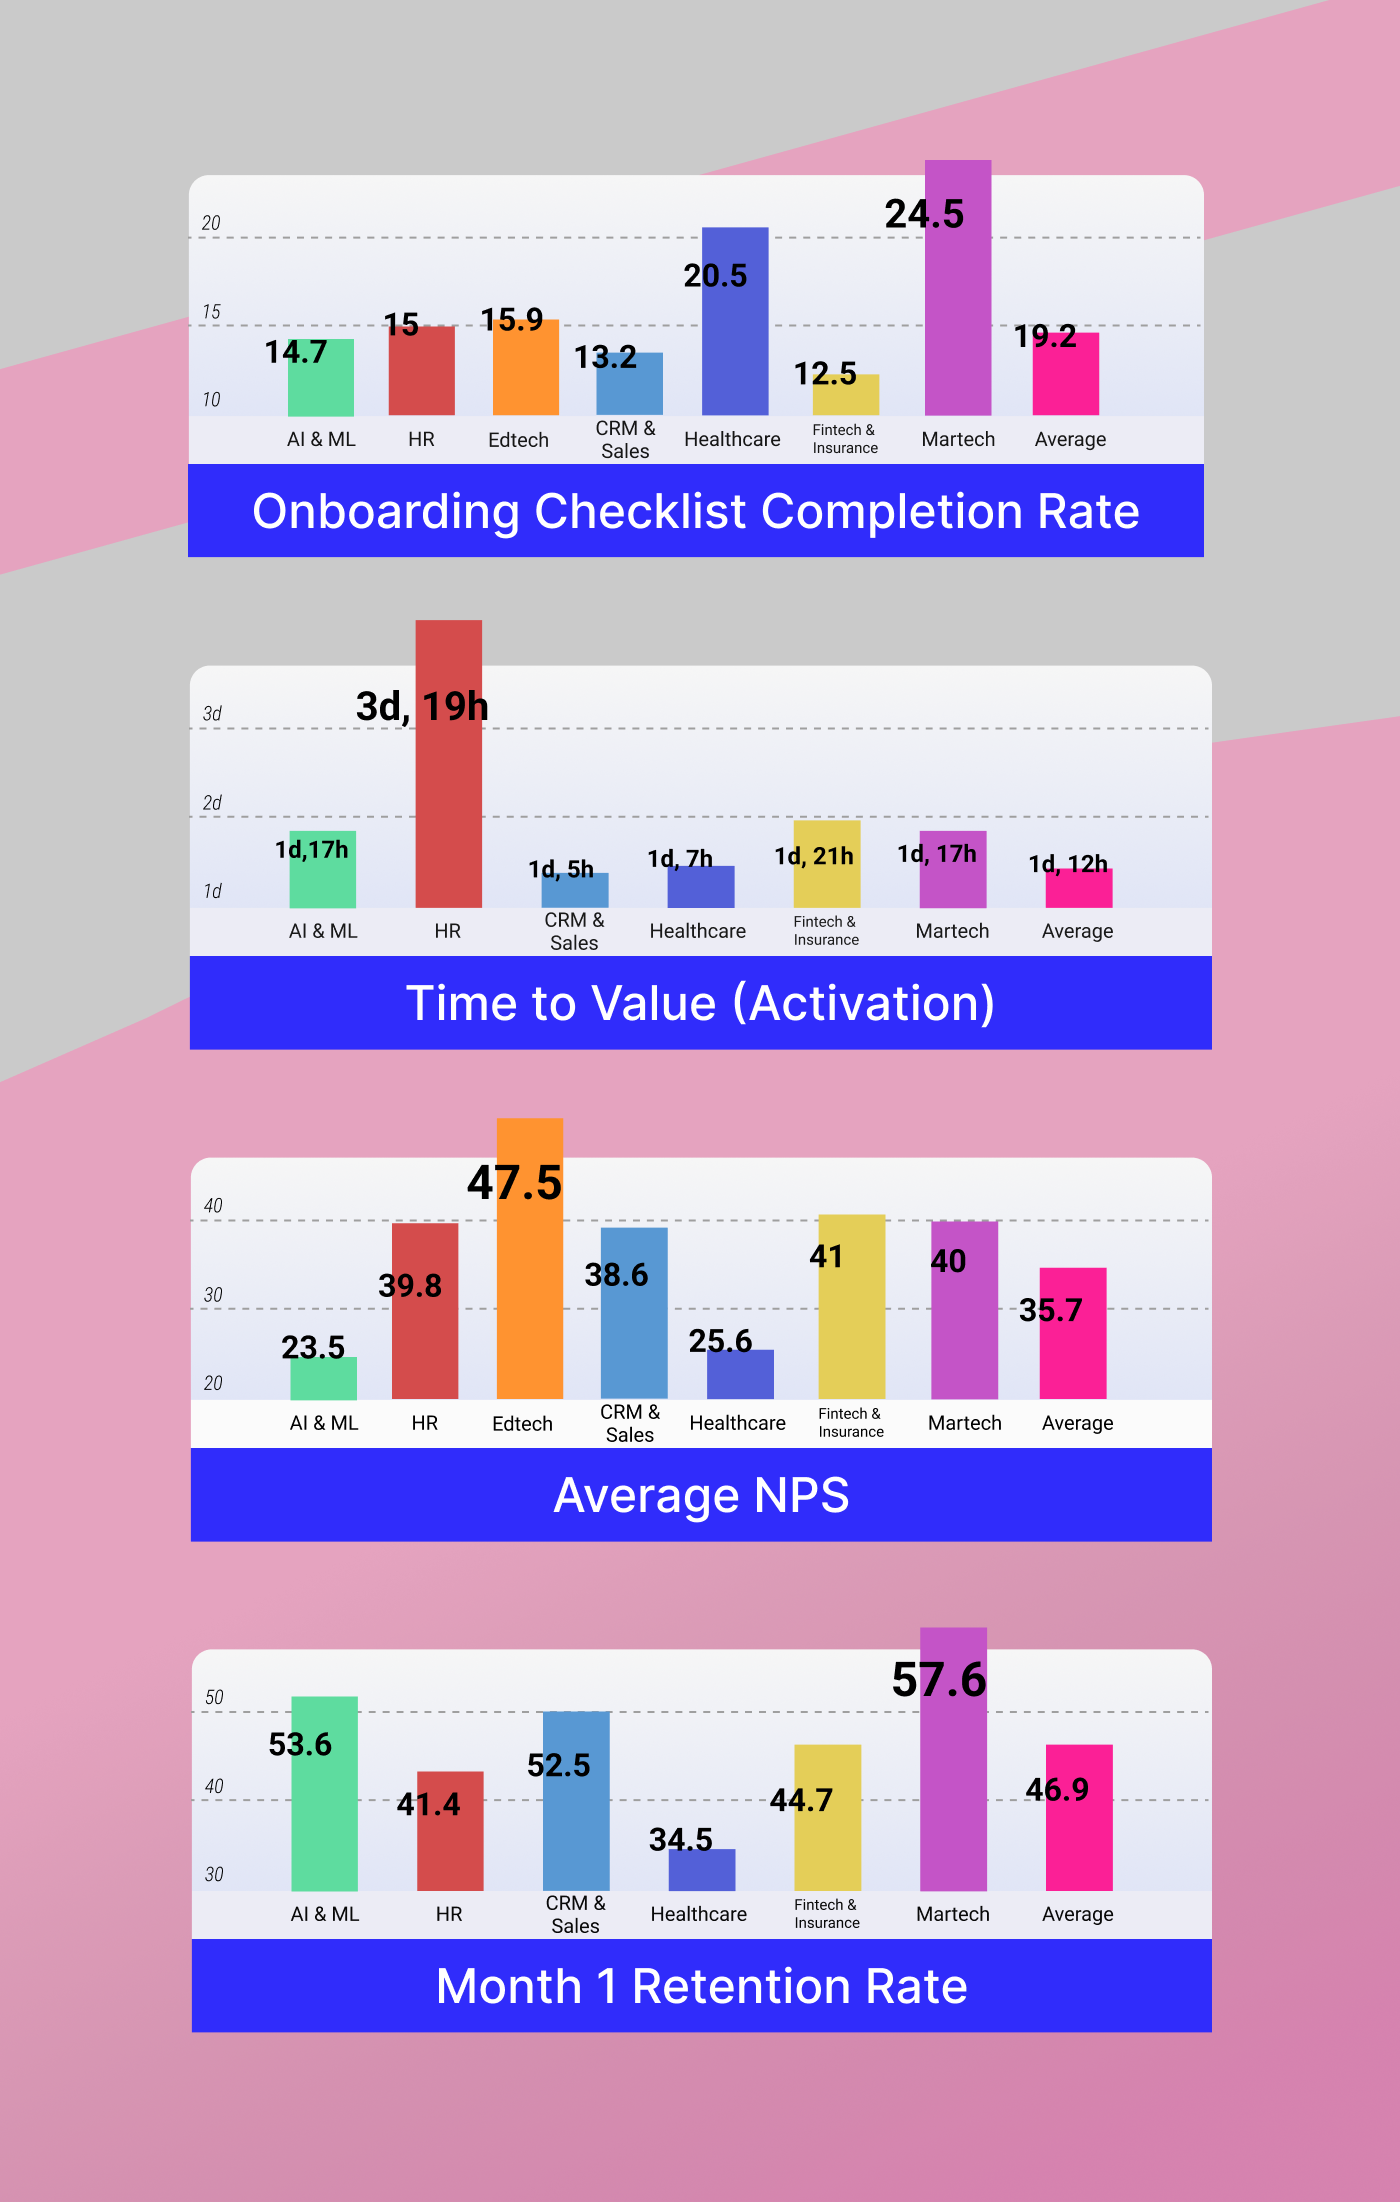 24.5
20
20.5
15
15
15.9
19.2
14.7
13.2
12.5
10
AI & ML
HR
Edtech
CRM &
Sales
Healthcare
Fintech &
Insurance
Martech
Average
Onboarding Checklist Completion Rate
3d, 19h
3d
2d
1d,17h
1d, 5h
1d, 7h
1d, 21h
1d, 17h
1d, 12h
1d
AI & ML
HR
CRM &
Sales
Healthcare
Fintech &
Insurance
Martech
Average
Time to Value (Activation)
47.5
40
39.8
38.6
41
40
30
35.7
23.5
25.6
20
AI & ML
HR
Edtech
CRM &
Sales
Healthcare
Fintech &
Insurance
Martech
Average
Average NPS
57.6
50
53.6
52.5
40
41.4
44.7
46.9
34.5
30
AI & ML
HR
CRM &
Sales
Healthcare
Fintech &
Insurance
Martech
Average
Month 1 Retention Rate